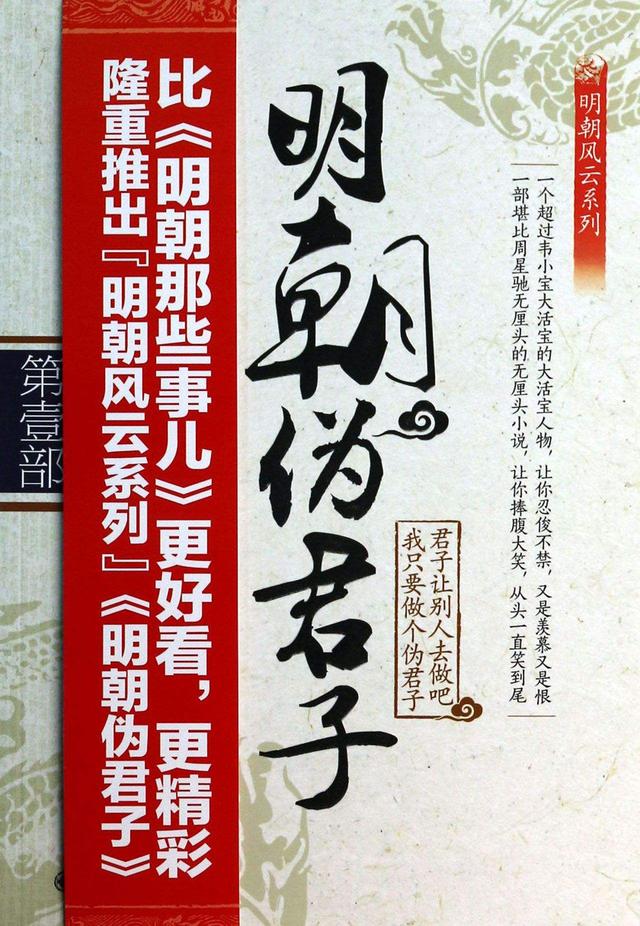 明朝风云系列
一个超过韦小宝大活宝的大活宝人物，让你忍俊不禁，又是羡慕又是恨
一部堪比周星驰无厘头的无厘头小说，让你捧腹大笑，从头一直笑到尾
明朝伪君子
君子让别人去做吧
我只要做个伪君子
比《明朝那些事儿》更好看，更精彩
隆重推出『明朝风云系列』《明朝伪君子》
第壹部